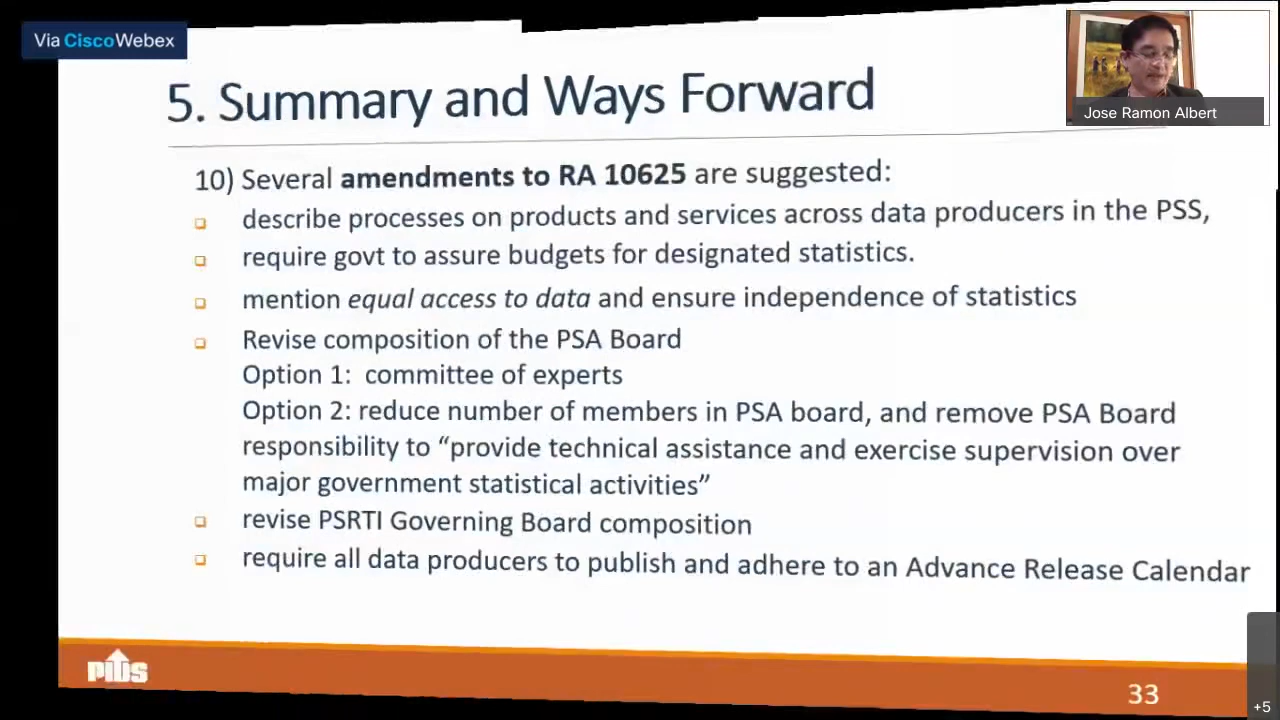 Via CiscoWebex
Jose Ramon Albert
5. Summary and Ways Forward
10) Several amendments to RA 10625 are suggested:
describe processes on products and services across data producers in the PSS,
require govt to assure budgets for designated statistics.
mention equal access to data and ensure independence of statistics
Revise composition of the PSA Board
Option 1: committee of experts
Option 2: reduce number of members in PSA board, and remove PSA Board
responsibility to “provide technical assistance and exercise supervision over
major government statistical activities”
revise PSRTI Governing Board composition
require all data producers to publish and adhere to an Advance Release Calendar
PIDS
33
+5